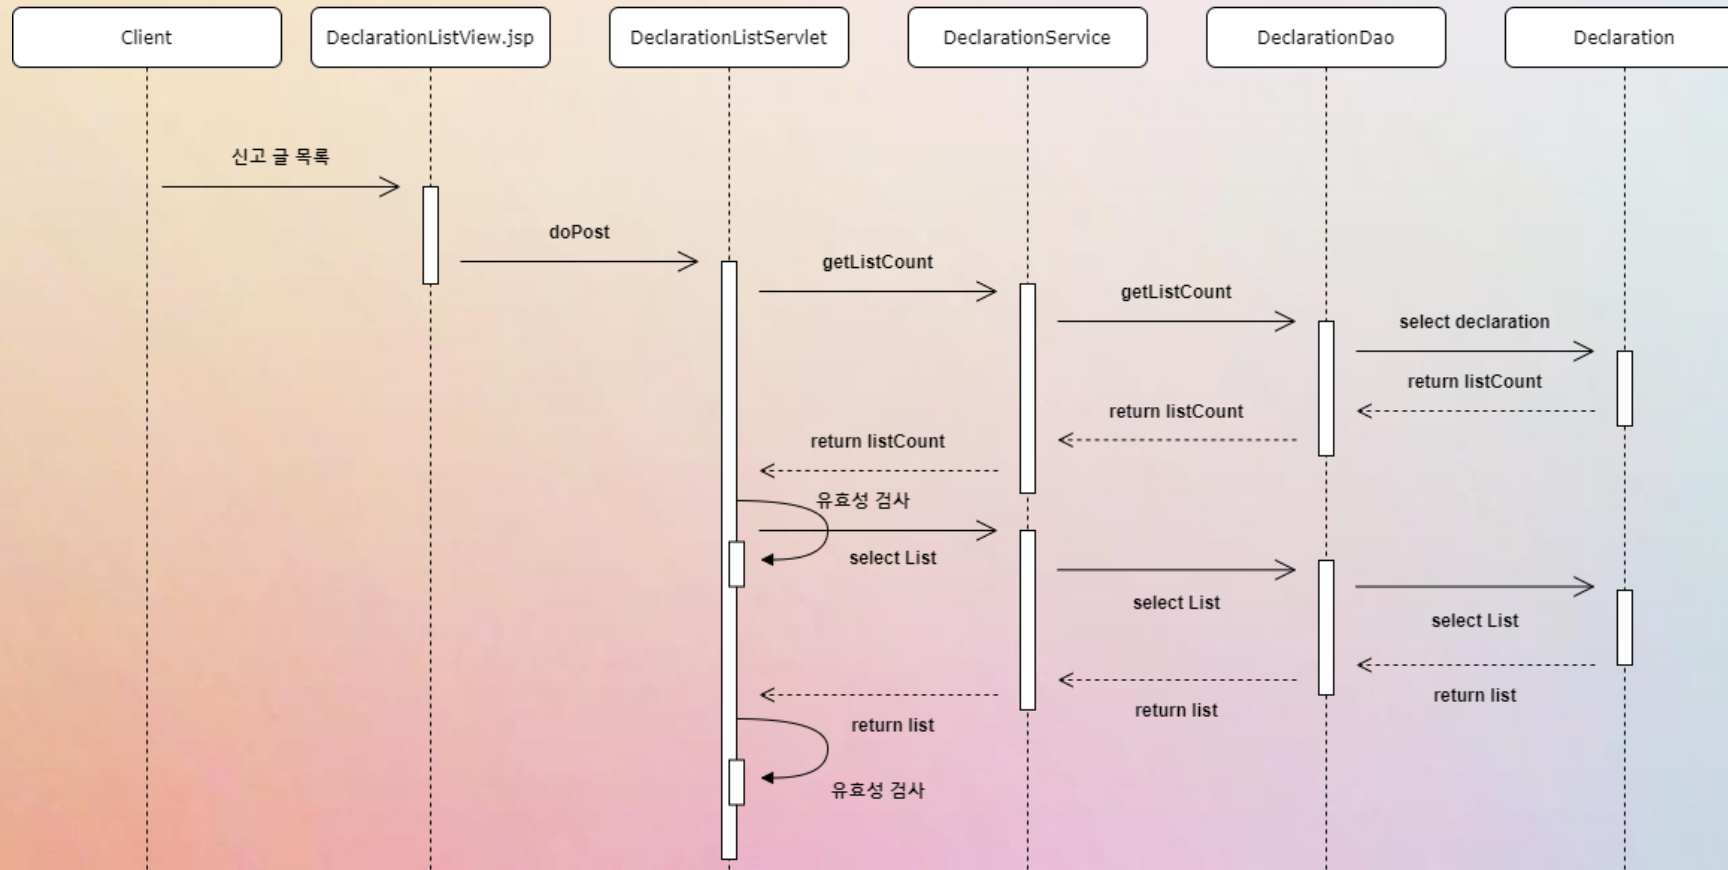 Client
DeclarationListView.jsp
DeclarationListServlet
DeclarationService
DeclarationDao
Declaration
신고 글 목록
doPost
getListCount
getListCount
select declaration
return listCount
return listCount
return listCount
유효성 검사
select List
select List
select List
return list
return list
return list
유효성 검사